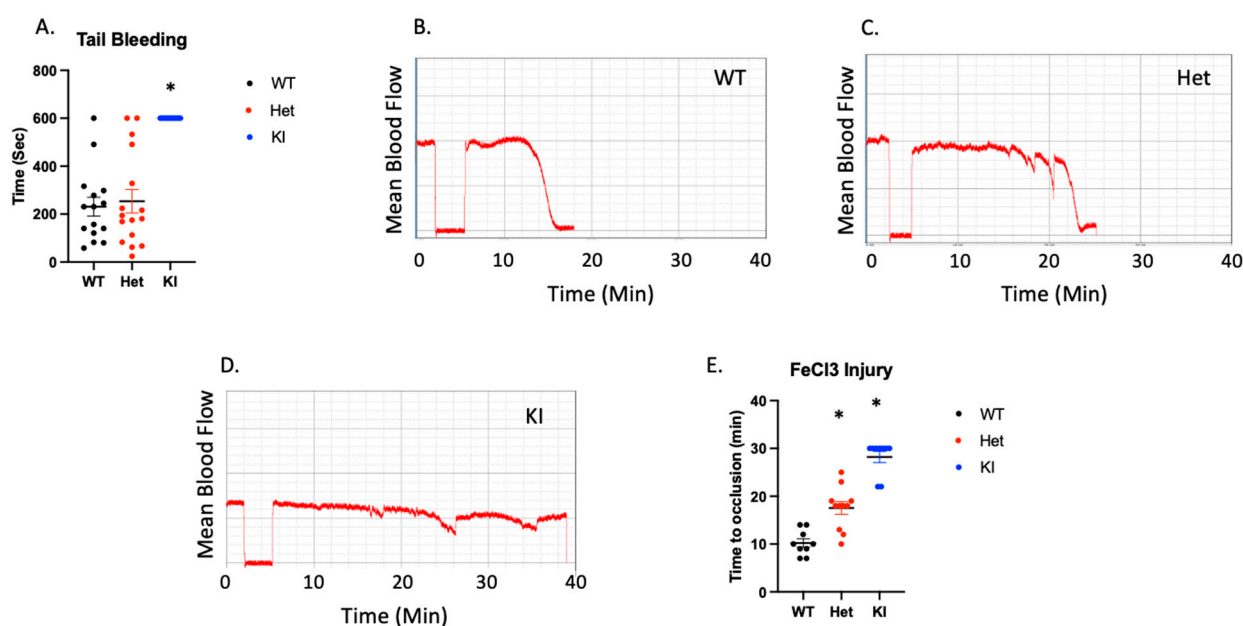 A.
Tail Bleeding
800
600
400
200
0
Time (Sec)
*
WT Het KI
WT
Het
KI
B.
Mean Blood Flow
WT
0 10 20 30 40
Time (Min)
C.
Mean Blood Flow
Het
0 10 20 30 40
Time (Min)
D.
Mean Blood Flow
KI
0 10 20 30 40
Time (Min)
E.
FeCl3 Injury
40
30
20
10
0
Time to occlusion (min)
* *
WT Het KI
WT
Het
KI